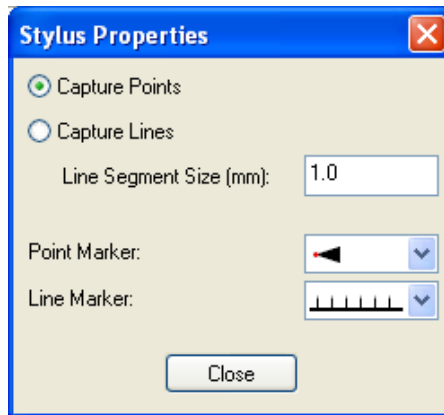 Stylus Properties
Capture Points
Capture Lines
Line Segment Size (mm): 1.0
Point Marker:
Line Marker:
Close